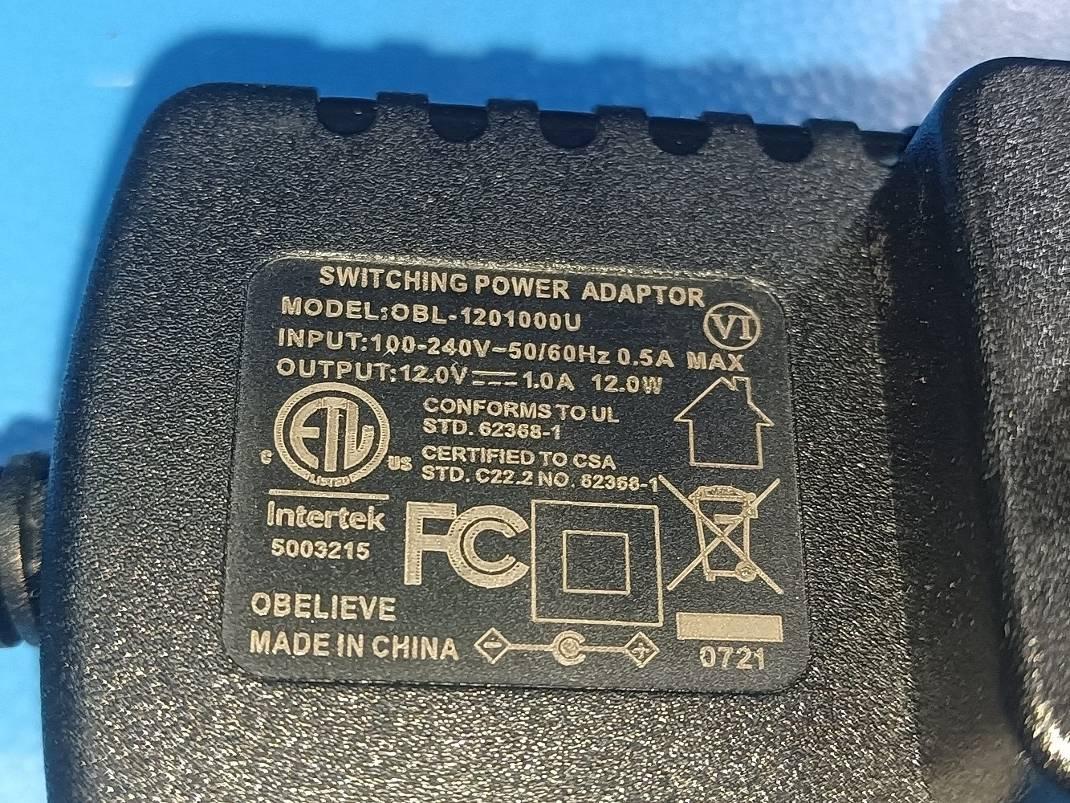 SWITCHING POWER ADAPTOR
MODEL:OBL-1201000U
VI
INPUT:100-240V~50/60Hz 0.5A MAX
OUTPUT:12.0V⎓1.0A 12.0W
ETL
LISTED
C US
CONFORMS TO UL
STD. 62368-1
CERTIFIED TO CSA
STD. C22.2 NO. 62368-1
Intertek
5003215
FC
OBELIEVE
MADE IN CHINA
- +
0721